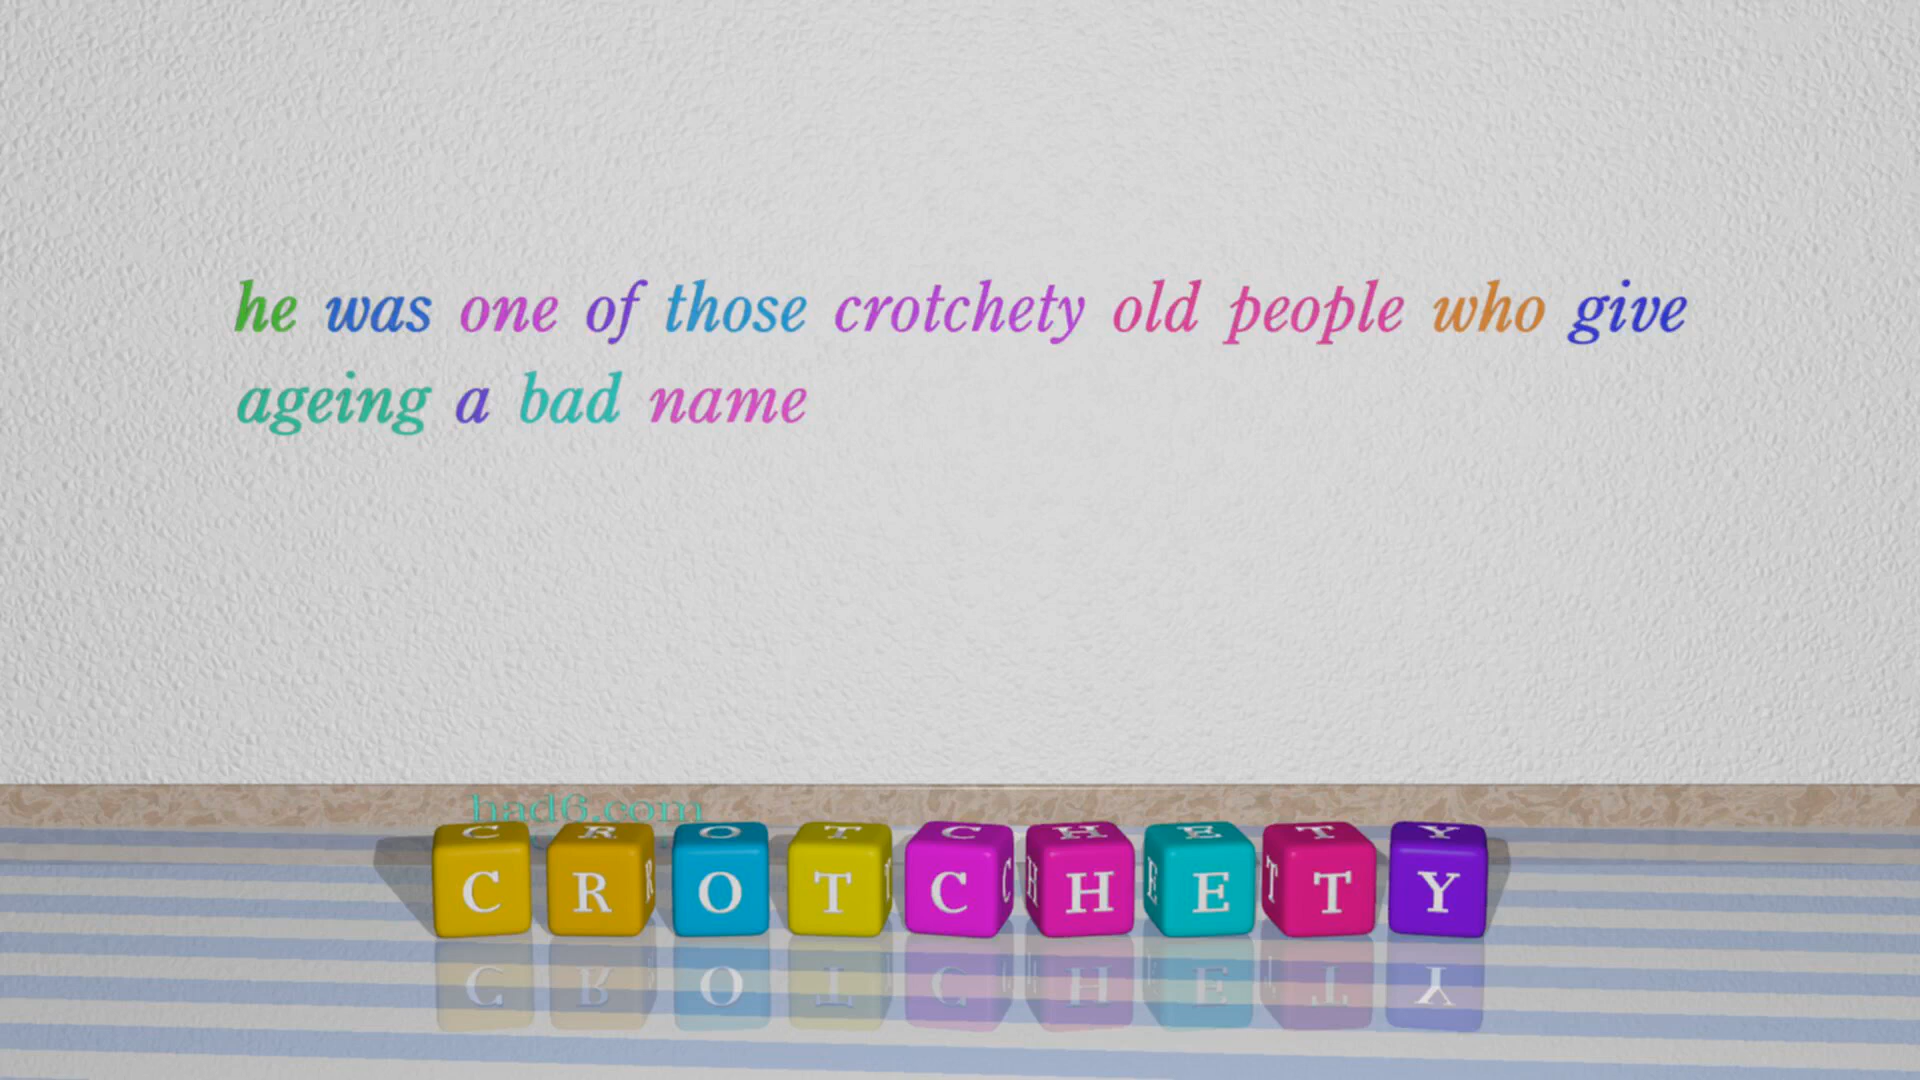 he was one of those crotchety old people who give
ageing a bad name
had6.com
CROTCHETY